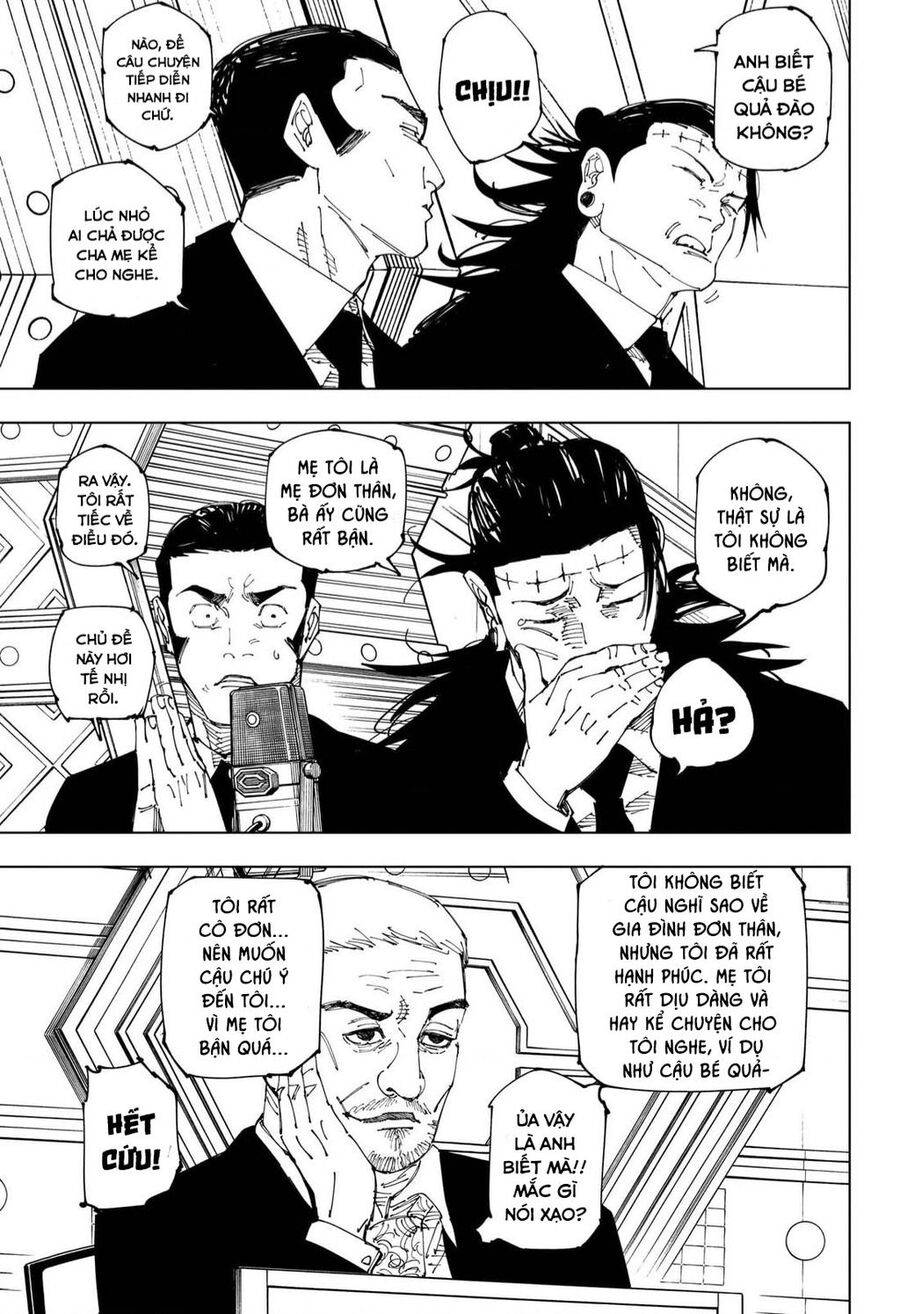 ANH BIẾT
CẬU BÉ
QUẢ ĐÀO
KHÔNG?
CHỊU!!
NÀO, ĐỂ
CÂU CHUYỆN
TIẾP DIỄN
NHANH ĐI
CHỨ.
LÚC NHỎ
AI CHẢ ĐƯỢC
CHA MẸ KỂ
CHO NGHE.
KHÔNG,
THẬT SỰ LÀ
TÔI KHÔNG
BIẾT MÀ.
MẸ TÔI LÀ
MẸ ĐƠN THÂN,
BÀ ẤY CŨNG
RẤT BẬN.
RA VẬY.
TÔI RẤT
TIẾC VỀ
ĐIỀU ĐÓ.
CHỦ ĐỀ
NÀY HƠI
TẾ NHỊ
RỒI.
HẢ?
TÔI KHÔNG BIẾT
CẬU NGHĨ SAO VỀ
GIA ĐÌNH ĐƠN THÂN,
NHƯNG TÔI ĐÃ RẤT
HẠNH PHÚC. MẸ TÔI
RẤT DỊU DÀNG VÀ
HAY KỂ CHUYỆN CHO
TÔI NGHE, VÍ DỤ
NHƯ CẬU BÉ QUẢ-
ỦA VẬY
LÀ ANH
BIẾT MÀ!!
MẮC GÌ
NÓI XẠO?
TÔI RẤT
CÔ ĐƠN...
NÊN MUỐN
CẬU CHÚ Ý
ĐẾN TÔI...
VÌ MẸ TÔI
BẬN QUÁ...
HẾT
CỨU!